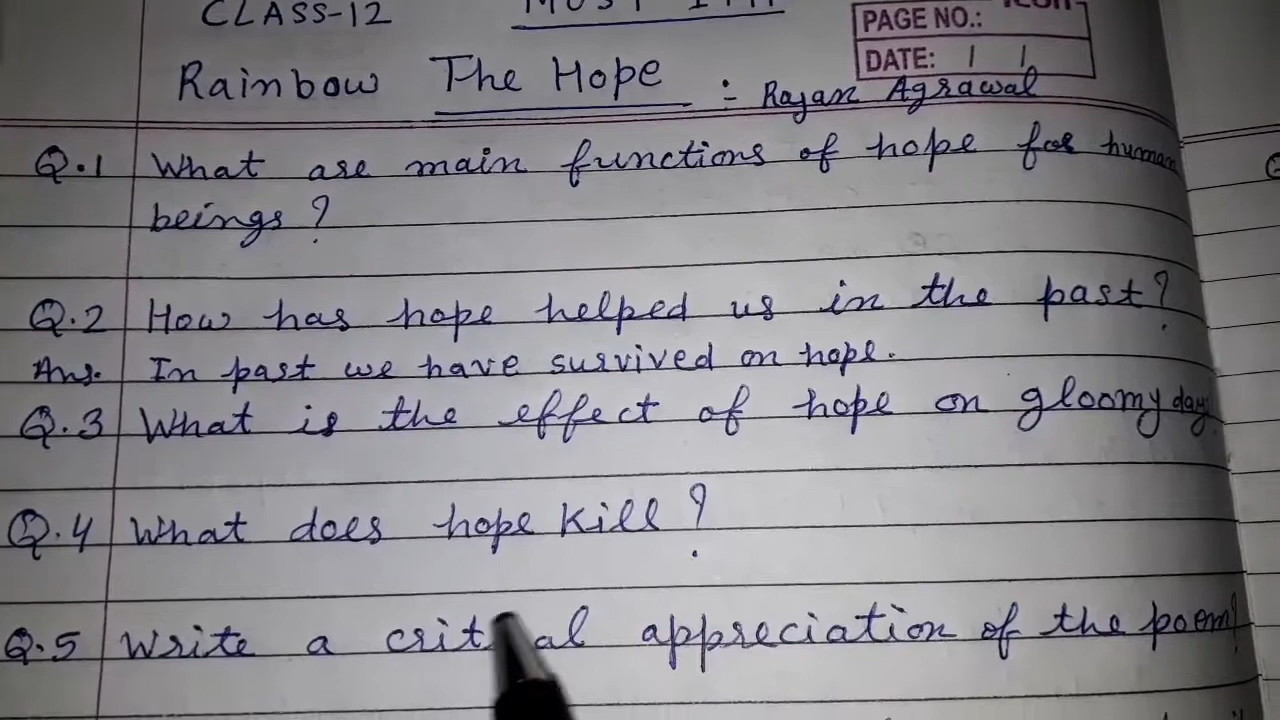 CLASS-12 MOST IMP
PAGE NO.:
DATE: / /
Rainbow The Hope :- Rajan Agrawal
Q.1 What are main functions of hope for human
beings?
Q.2 How has hope helped us in the past?
Ans. In past we have survived on hope.
Q.3 What is the effect of hope on gloomy day
Q.4 What does hope kill?
Q.5 Write a critical appreciation of the poem?